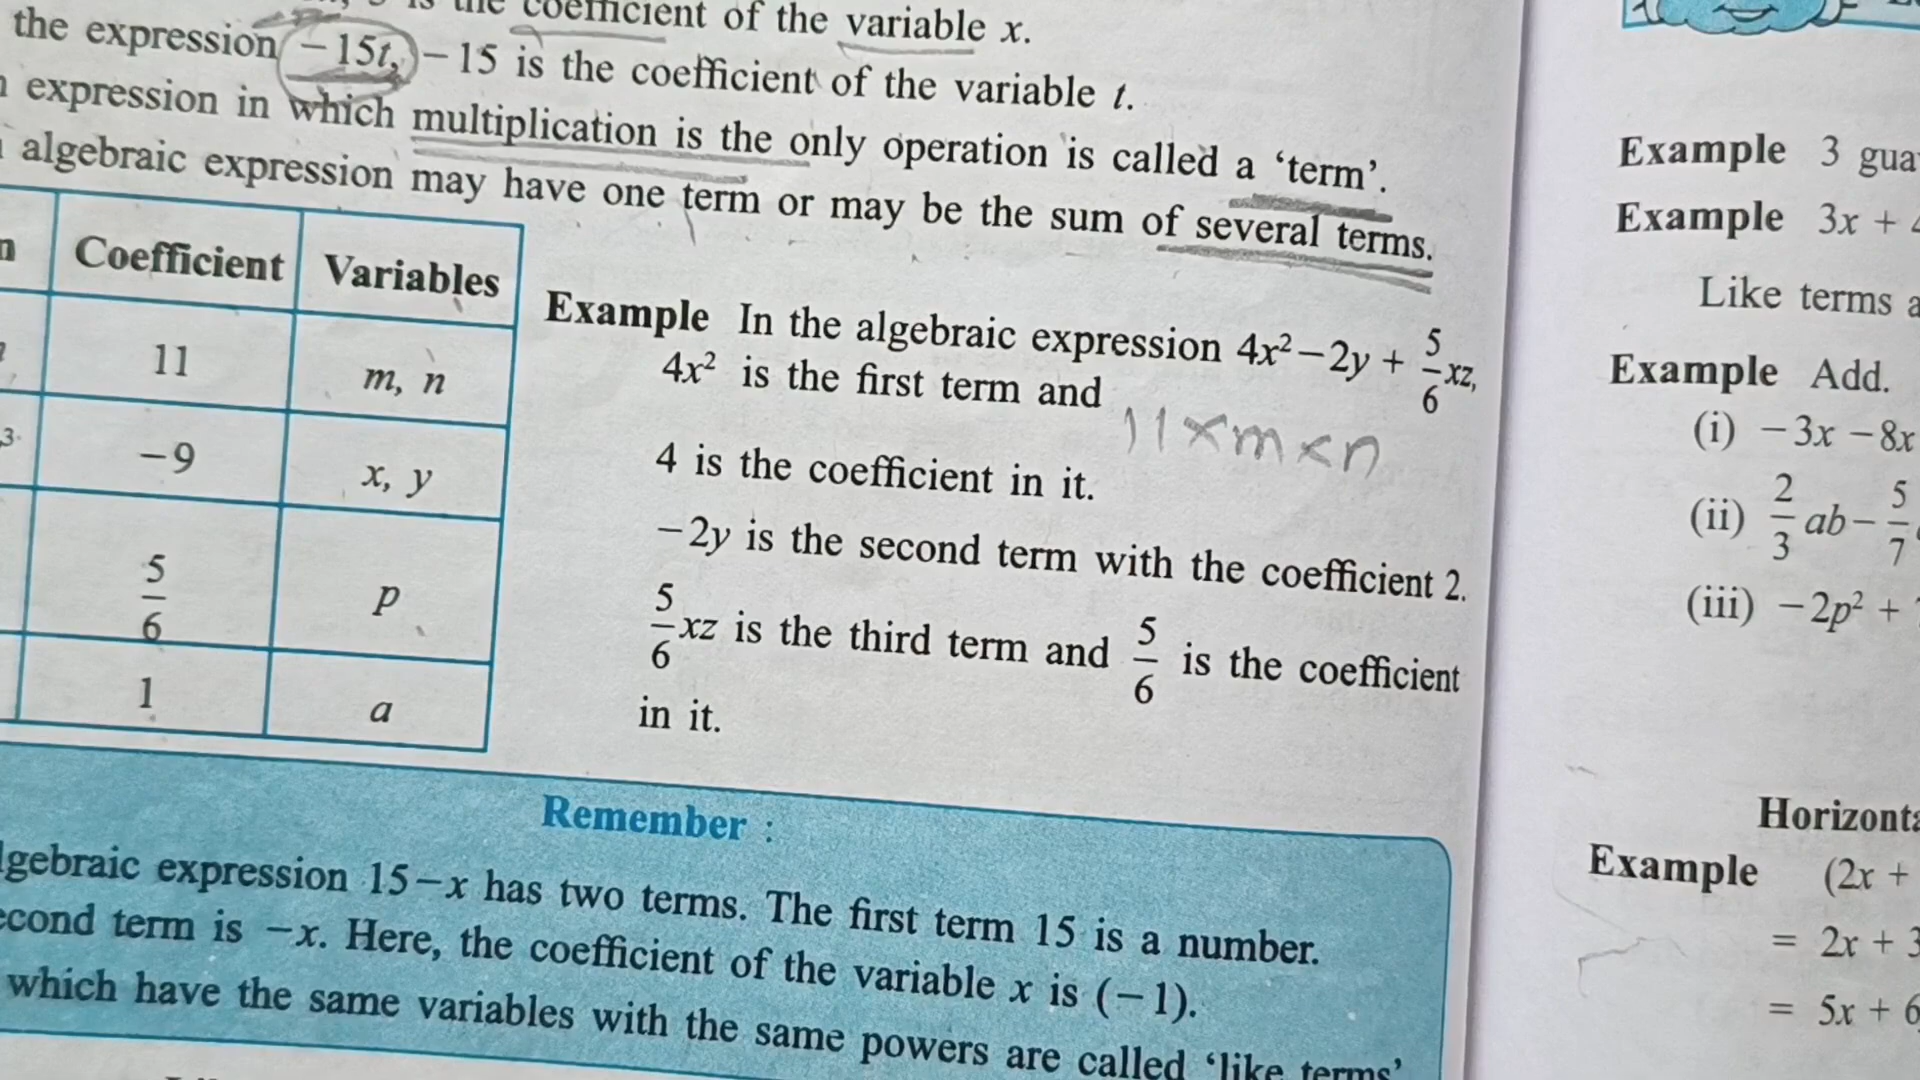 is the coefficient of the variable x.
the expression −15t, −15 is the coefficient of the variable t.
expression in which multiplication is the only operation is called a ‘term’.
algebraic expression may have one term or may be the sum of several terms.
Coefficient Variables
11 m, n
−9 x, y
5/6 p
1 a
Example In the algebraic expression 4x² − 2y + 5/6 xz,
4x² is the first term and
11 × m × n
4 is the coefficient in it.
−2y is the second term with the coefficient 2.
5/6 xz is the third term and 5/6 is the coefficient
in it.
Remember :
algebraic expression 15−x has two terms. The first term 15 is a number.
second term is −x. Here, the coefficient of the variable x is (−1).
which have the same variables with the same powers are called ‘like terms’
Example 3
Example 3x +
Like terms
Example Add.
(i) −3x − 8x
(ii) 2/3 ab − 5/7
(iii) −2p² +
Example (2x +
= 2x + 3
= 5x + 6